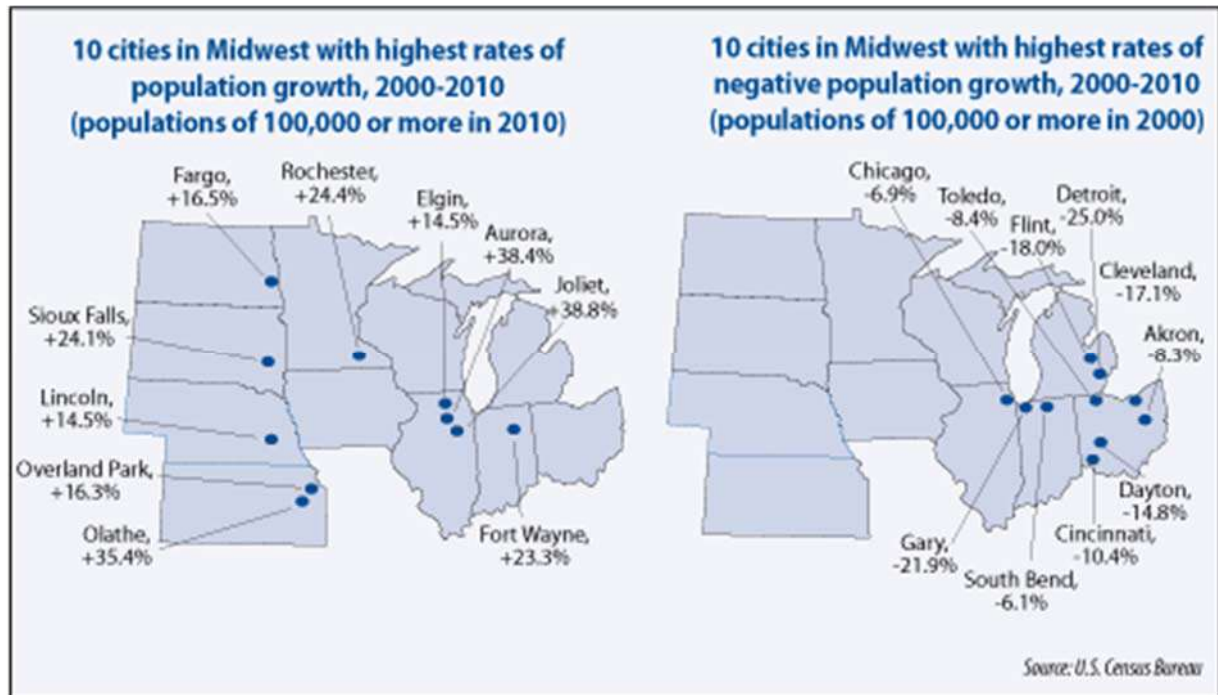 10 cities in Midwest with highest rates of
population growth, 2000-2010
(populations of 100,000 or more in 2010)
Fargo,
+16.5%
Rochester,
+24.4%
Elgin,
+14.5%
Aurora,
+38.4%
Joliet,
+38.8%
Sioux Falls,
+24.1%
Lincoln,
+14.5%
Overland Park,
+16.3%
Olathe,
+35.4%
Fort Wayne,
+23.3%
10 cities in Midwest with highest rates of
negative population growth, 2000-2010
(populations of 100,000 or more in 2000)
Chicago,
-6.9%
Toledo,
-8.4%
Flint,
-18.0%
Detroit,
-25.0%
Cleveland,
-17.1%
Akron,
-8.3%
Dayton,
-14.8%
Cincinnati,
-10.4%
Gary,
-21.9%
South Bend,
-6.1%
Source: U.S. Census Bureau